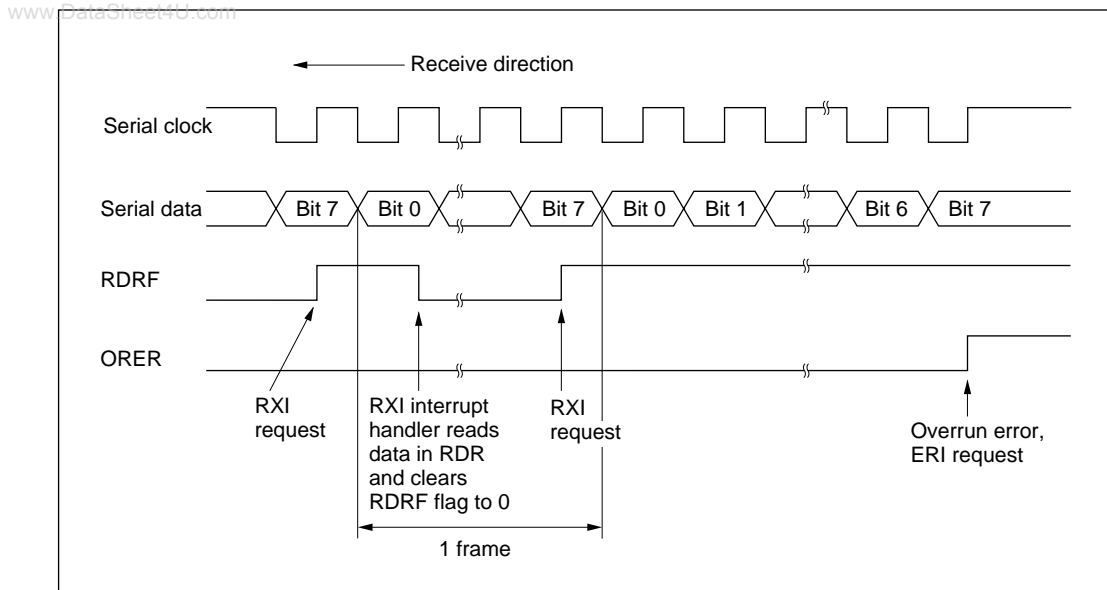 www.DataSheet4U.com
Receive direction
Serial clock
Serial data
Bit 7
Bit 0
Bit 7
Bit 0
Bit 1
Bit 6
Bit 7
RDRF
ORER
RXI
request
RXI interrupt
handler reads
data in RDR
and clears
RDRF flag to 0
RXI
request
Overrun error,
ERI request
1 frame